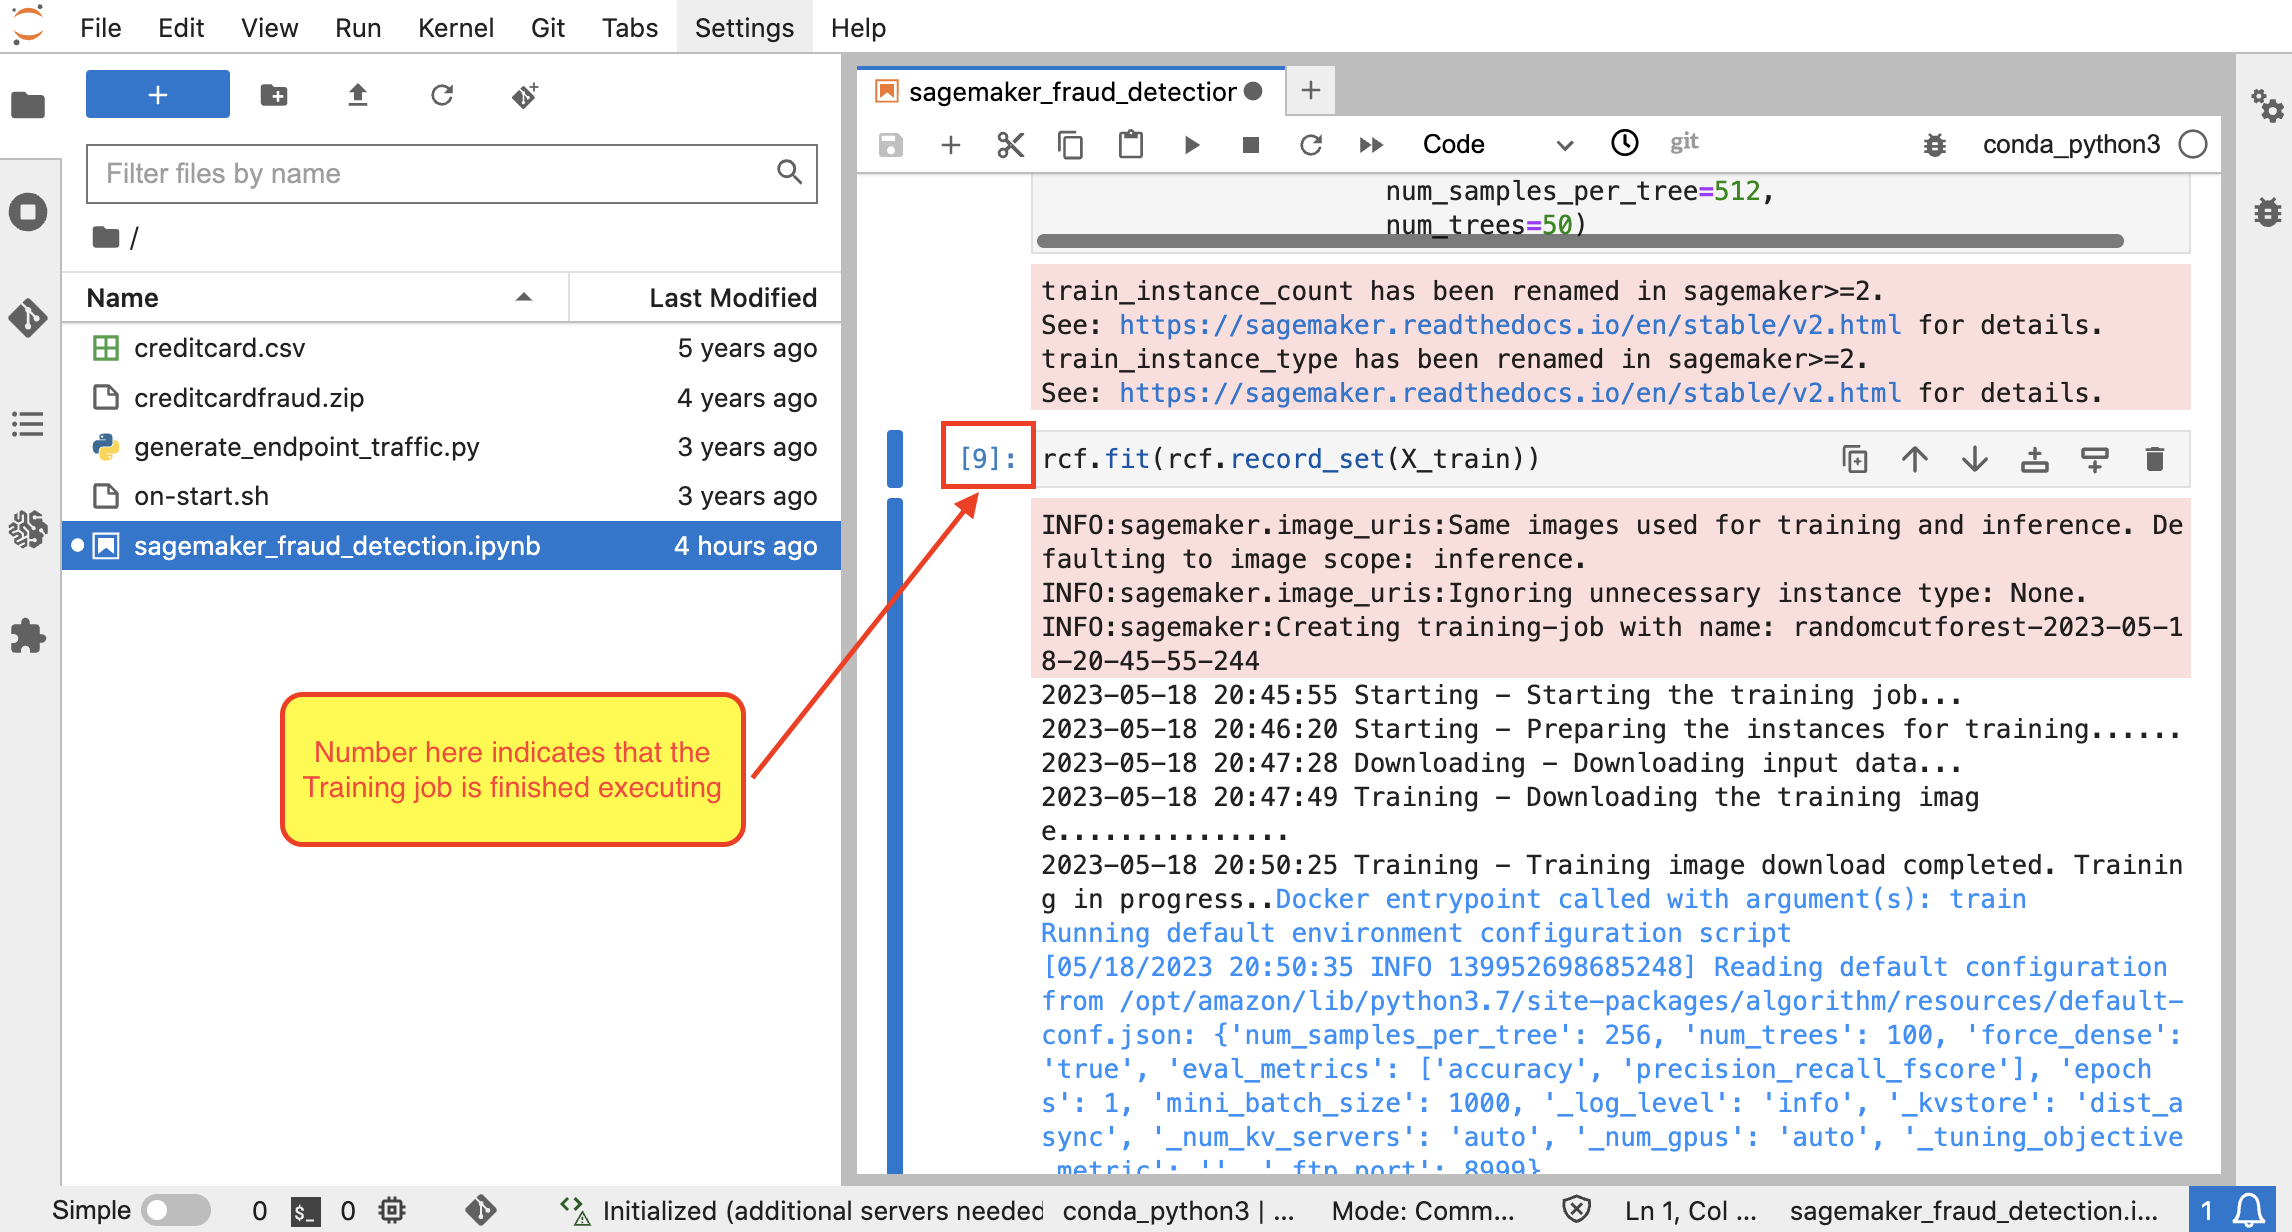 File Edit View Run Kernel Git Tabs Settings Help
Filter files by name
/
Name Last Modified
creditcard.csv 5 years ago
creditcardfraud.zip 4 years ago
generate_endpoint_traffic.py 3 years ago
on-start.sh 3 years ago
sagemaker_fraud_detection.ipynb 4 hours ago
Number here indicates that the
Training job is finished executing
sagemaker_fraud_detection
Code git conda_python3
num_samples_per_tree=512,
num_trees=50)
train_instance_count has been renamed in sagemaker>=2.
See: https://sagemaker.readthedocs.io/en/stable/v2.html for details.
train_instance_type has been renamed in sagemaker>=2.
See: https://sagemaker.readthedocs.io/en/stable/v2.html for details.
[9]: rcf.fit(rcf.record_set(X_train))
INFO:sagemaker.image_uris:Same images used for training and inference. De
faulting to image scope: inference.
INFO:sagemaker.image_uris:Ignoring unnecessary instance type: None.
INFO:sagemaker:Creating training-job with name: randomcutforest-2023-05-1
8-20-45-55-244
2023-05-18 20:45:55 Starting - Starting the training job...
2023-05-18 20:46:20 Starting - Preparing the instances for training......
2023-05-18 20:47:28 Downloading - Downloading input data...
2023-05-18 20:47:49 Training - Downloading the training imag
e...............
2023-05-18 20:50:25 Training - Training image download completed. Trainin
g in progress..Docker entrypoint called with argument(s): train
Running default environment configuration script
[05/18/2023 20:50:35 INFO 139952698685248] Reading default configuration
from /opt/amazon/lib/python3.7/site-packages/algorithm/resources/default-
conf.json: {'num_samples_per_tree': 256, 'num_trees': 100, 'force_dense':
'true', 'eval_metrics': ['accuracy', 'precision_recall_fscore'], 'epoch
s': 1, 'mini_batch_size': 1000, '_log_level': 'info', '_kvstore': 'dist_a
sync', '_num_kv_servers': 'auto', '_num_gpus': 'auto', '_tuning_objective
_metric': '', '_ftp_port': 8999}
Simple 0 $_ 0 Initialized (additional servers needed conda_python3 | ... Mode: Comm... Ln 1, Col ... sagemaker_fraud_detection.i... 1